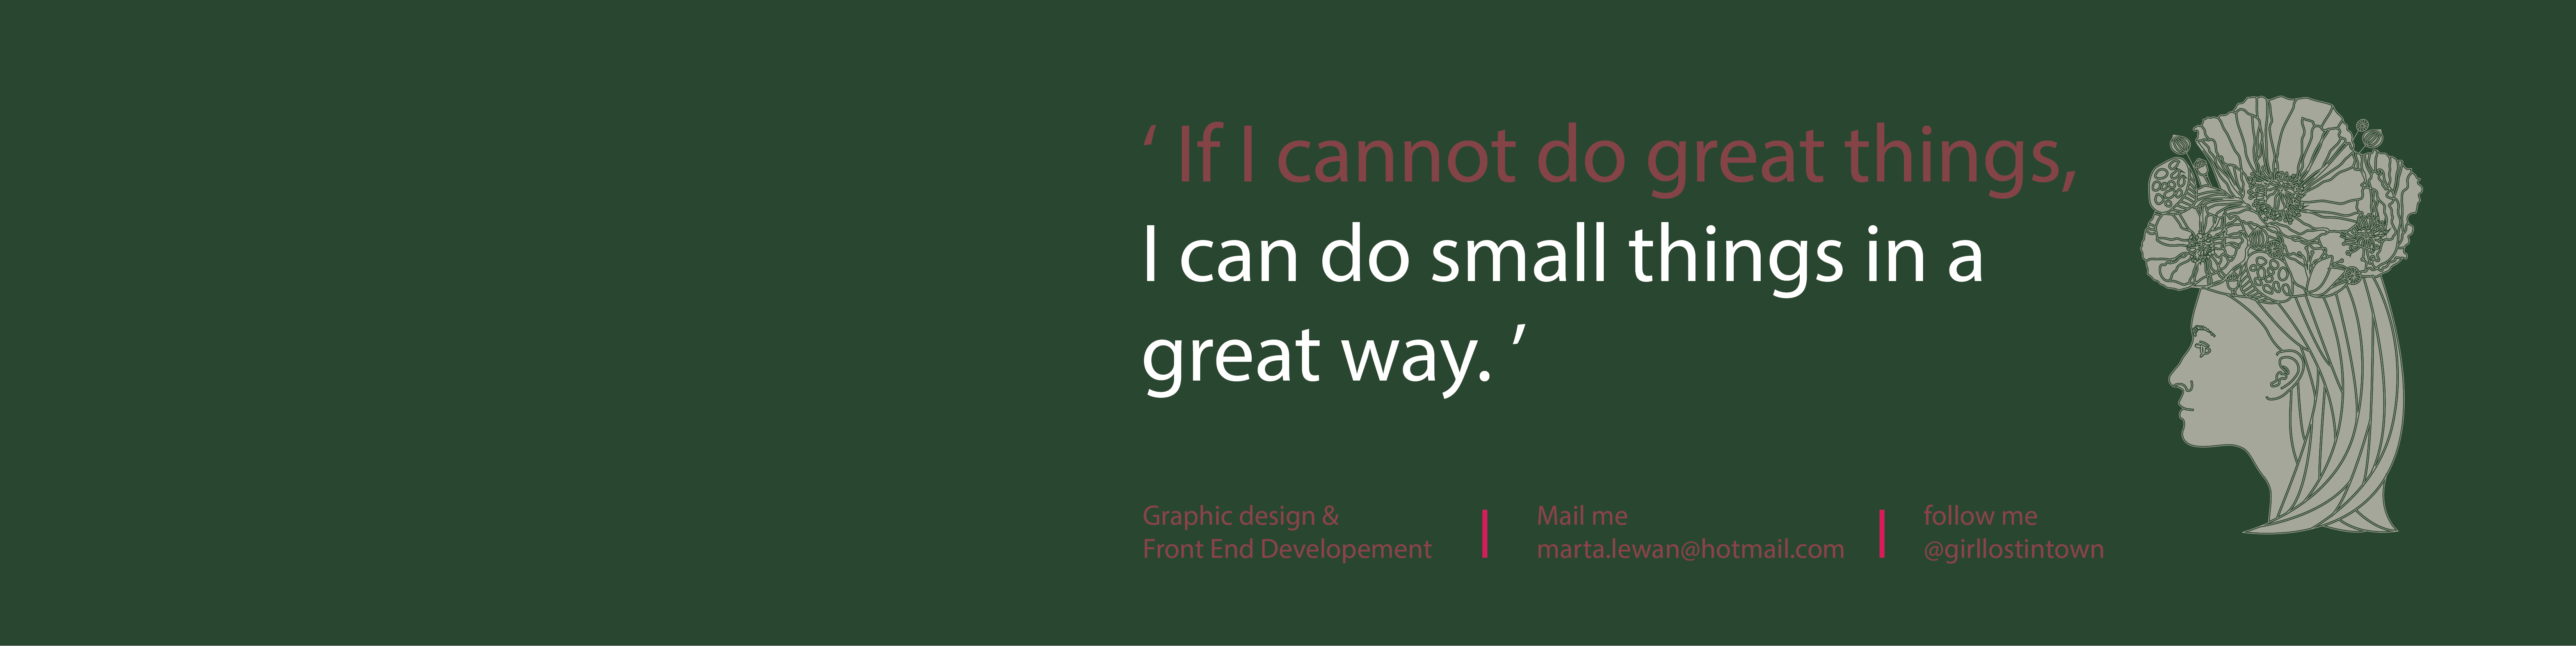 ‘ If I cannot do great things,
I can do small things in a
great way. ’
Graphic design &
Front End Developement
Mail me
marta.lewan@hotmail.com
follow me
@girllostintown